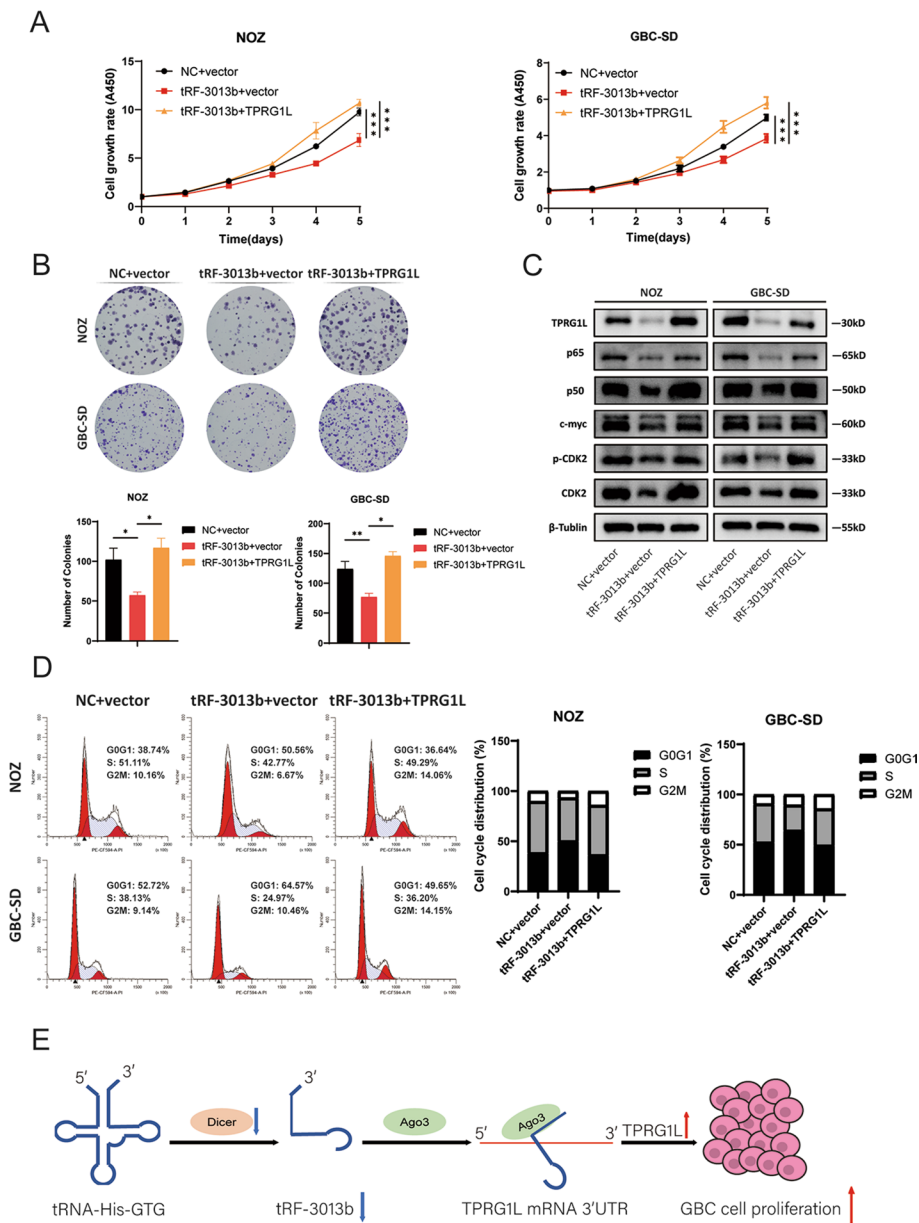 A
NOZ
Cell growth rate (A450)
15
10
5
0
NC+vector
tRF-3013b+vector
tRF-3013b+TPRG1L
***
***
0 1 2 3 4 5
Time(days)
GBC-SD
Cell growth rate (A450)
8
6
4
2
0
NC+vector
tRF-3013b+vector
tRF-3013b+TPRG1L
***
***
0 1 2 3 4 5
Time(days)
B
NC+vector tRF-3013b+vector tRF-3013b+TPRG1L
NOZ
GBC-SD
NOZ
Number of Colonies
150
100
50
0
* *
NC+vector
tRF-3013b+vector
tRF-3013b+TPRG1L
GBC-SD
Number of Colonies
200
150
100
50
0
** *
NC+vector
tRF-3013b+vector
tRF-3013b+TPRG1L
C
NOZ GBC-SD
TPRG1L —30kD
p65 —65kD
p50 —50kD
c-myc —60kD
p-CDK2 —33kD
CDK2 —33kD
β-Tublin —55kD
NC+vector
tRF-3013b+vector
tRF-3013b+TPRG1L
NC+vector
tRF-3013b+vector
tRF-3013b+TPRG1L
D
NC+vector tRF-3013b+vector tRF-3013b+TPRG1L
NOZ
G0G1: 38.74%
S: 51.11%
G2M: 10.16%
G0G1: 50.56%
S: 42.77%
G2M: 6.67%
G0G1: 36.64%
S: 49.29%
G2M: 14.06%
GBC-SD
G0G1: 52.72%
S: 38.13%
G2M: 9.14%
G0G1: 64.57%
S: 24.97%
G2M: 10.46%
G0G1: 49.65%
S: 36.20%
G2M: 14.15%
NOZ
Cell cycle distribution (%)
150
100
50
0
G0G1
S
G2M
NC+vector
tRF-3013b+vector
tRF-3013b+TPRG1L
GBC-SD
Cell cycle distribution (%)
150
100
50
0
G0G1
S
G2M
NC+vector
tRF-3013b+vector
tRF-3013b+TPRG1L
E
5′ 3′
Dicer
3′
Ago3
5′
Ago3
3′
TPRG1L
tRNA-His-GTG
tRF-3013b
TPRG1L mRNA 3′UTR
GBC cell proliferation